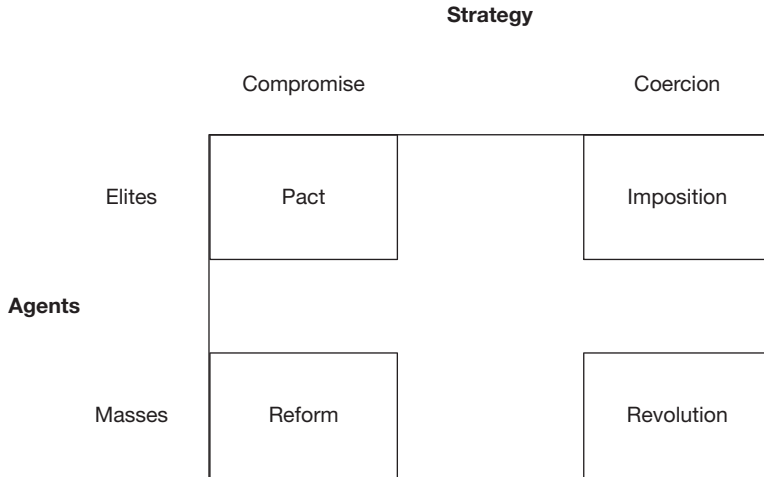 Strategy
Compromise Coercion
Elites Pact Imposition
Agents
Masses Reform Revolution